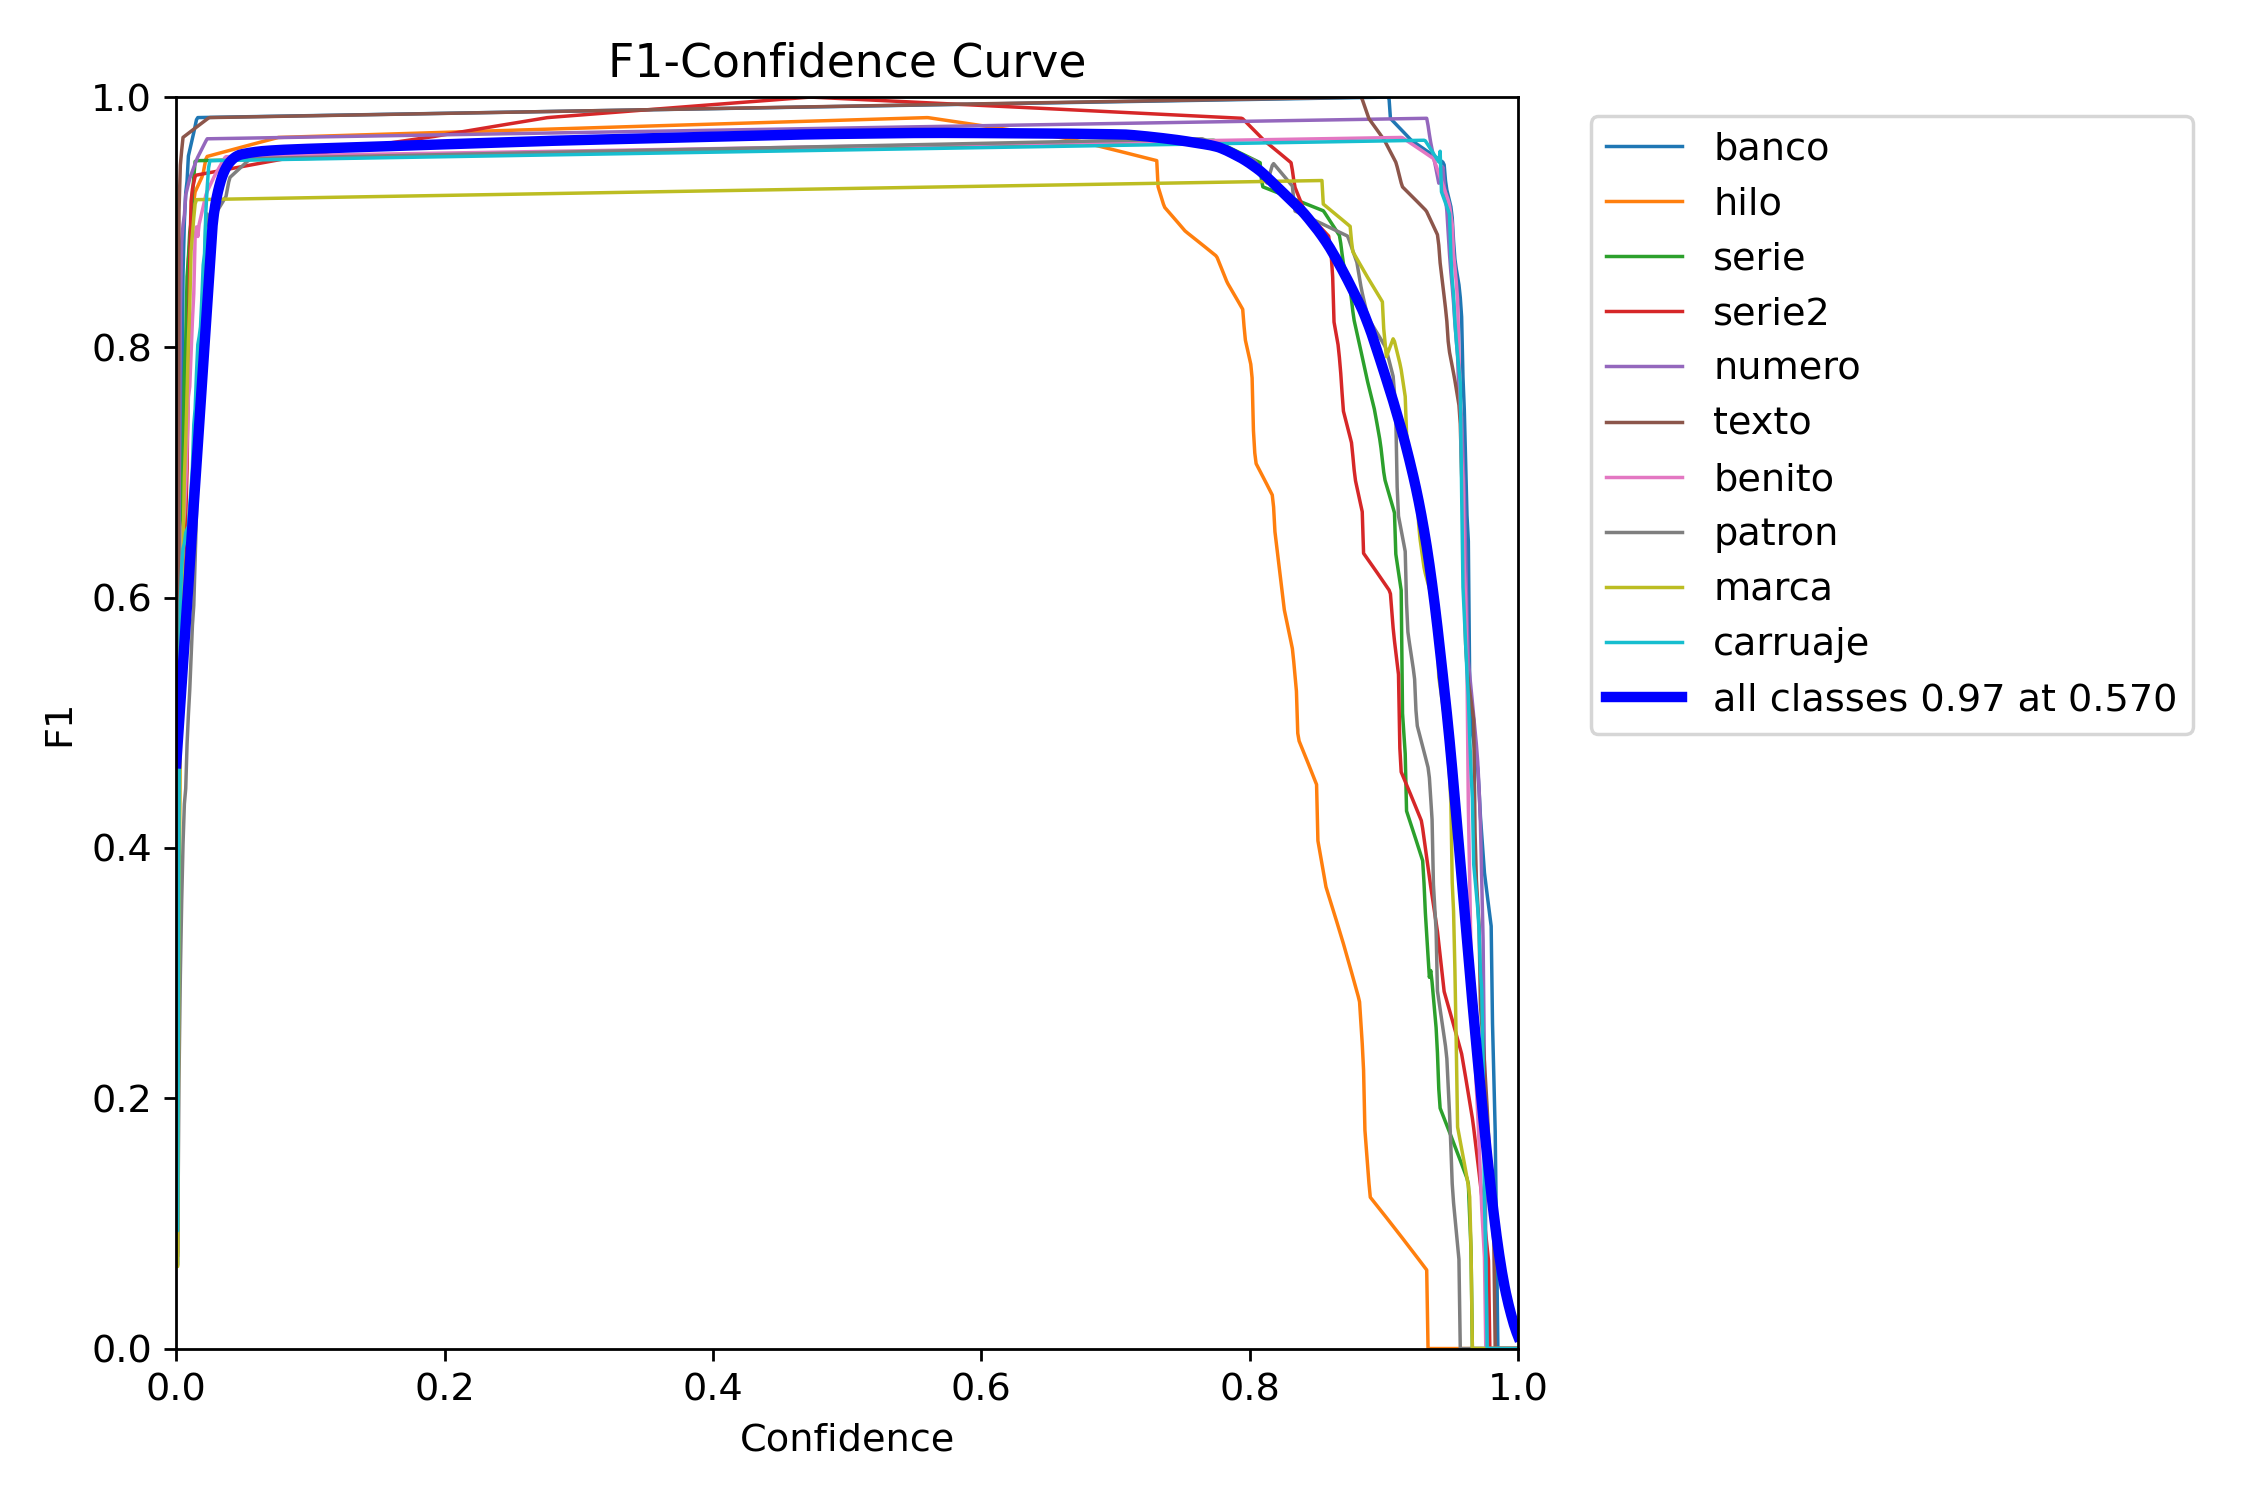 F1-Confidence Curve
1.0
0.8
0.6
0.4
0.2
0.0
F1
0.0 0.2 0.4 0.6 0.8 1.0
Confidence
banco
hilo
serie
serie2
numero
texto
benito
patron
marca
carruaje
all classes 0.97 at 0.570